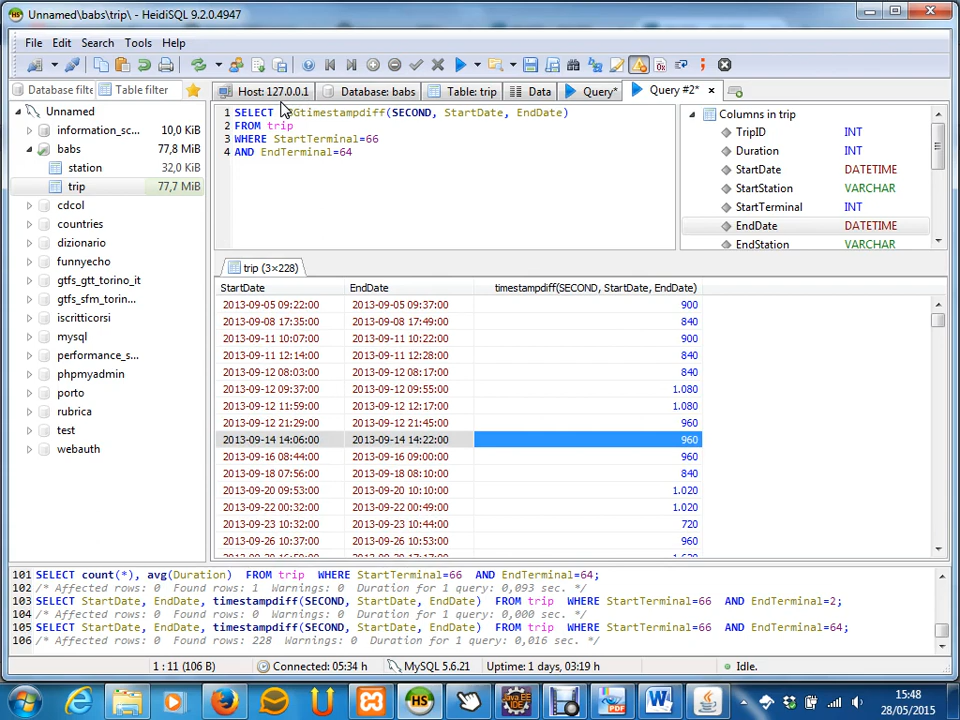 Unnamed\babs\trip\ - HeidiSQL 9.2.0.4947
File Edit Search Tools Help
Database filt Table filter
Host: 127.0.0.1 Database: babs Table: trip Data Query* Query #2*
Unnamed
information_sc... 10,0 KiB
babs 77,8 MiB
station 32,0 KiB
trip 77,7 MiB
cdcol
countries
dizionario
funnyecho
gtfs_gtt_torino_it
gtfs_sfm_torin...
iscritticorsi
mysql
performance_s...
phpmyadmin
porto
rubrica
test
webauth
1 SELECT Gtimestampdiff(SECOND, StartDate, EndDate)
2 FROM trip
3 WHERE StartTerminal=66
4 AND EndTerminal=64
Columns in trip
TripID INT
Duration INT
StartDate DATETIME
StartStation VARCHAR
StartTerminal INT
EndDate DATETIME
EndStation VARCHAR
trip (3×228)
StartDate EndDate timestampdiff(SECOND, StartDate, EndDate)
2013-09-05 09:22:00 2013-09-05 09:37:00 900
2013-09-08 17:35:00 2013-09-08 17:49:00 840
2013-09-11 10:07:00 2013-09-11 10:22:00 900
2013-09-11 12:14:00 2013-09-11 12:28:00 840
2013-09-12 08:03:00 2013-09-12 08:17:00 840
2013-09-12 09:37:00 2013-09-12 09:55:00 1.080
2013-09-12 11:59:00 2013-09-12 12:17:00 1.080
2013-09-12 21:29:00 2013-09-12 21:45:00 960
2013-09-14 14:06:00 2013-09-14 14:22:00 960
2013-09-16 08:44:00 2013-09-16 09:00:00 960
2013-09-18 07:56:00 2013-09-18 08:10:00 840
2013-09-20 09:53:00 2013-09-20 10:10:00 1.020
2013-09-22 00:32:00 2013-09-22 00:49:00 1.020
2013-09-23 10:32:00 2013-09-23 10:44:00 720
2013-09-26 10:37:00 2013-09-26 10:53:00 960
101 SELECT count(*), avg(Duration) FROM trip WHERE StartTerminal=66 AND EndTerminal=64;
102 /* Affected rows: 0 Found rows: 1 Warnings: 0 Duration for 1 query: 0,093 sec. */
103 SELECT StartDate, EndDate, timestampdiff(SECOND, StartDate, EndDate) FROM trip WHERE StartTerminal=66 AND EndTerminal=2;
104 /* Affected rows: 0 Found rows: 0 Warnings: 0 Duration for 1 query: 0,000 sec. */
105 SELECT StartDate, EndDate, timestampdiff(SECOND, StartDate, EndDate) FROM trip WHERE StartTerminal=66 AND EndTerminal=64;
106 /* Affected rows: 0 Found rows: 228 Warnings: 0 Duration for 1 query: 0,016 sec. */
1 : 11 (106 B) Connected: 05:34 h MySQL 5.6.21 Uptime: 1 days, 03:19 h Idle.
15:48
28/05/2015